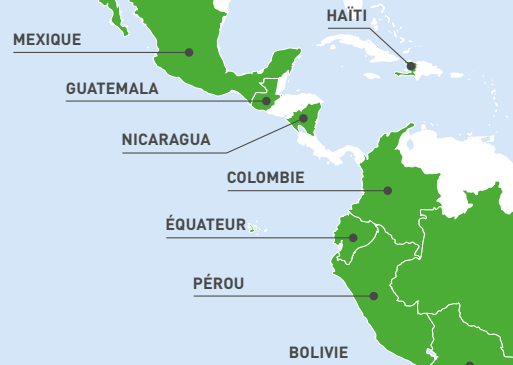 HAÏTI
MEXIQUE
GUATEMALA
NICARAGUA
COLOMBIE
ÉQUATEUR
PÉROU
BOLIVIE